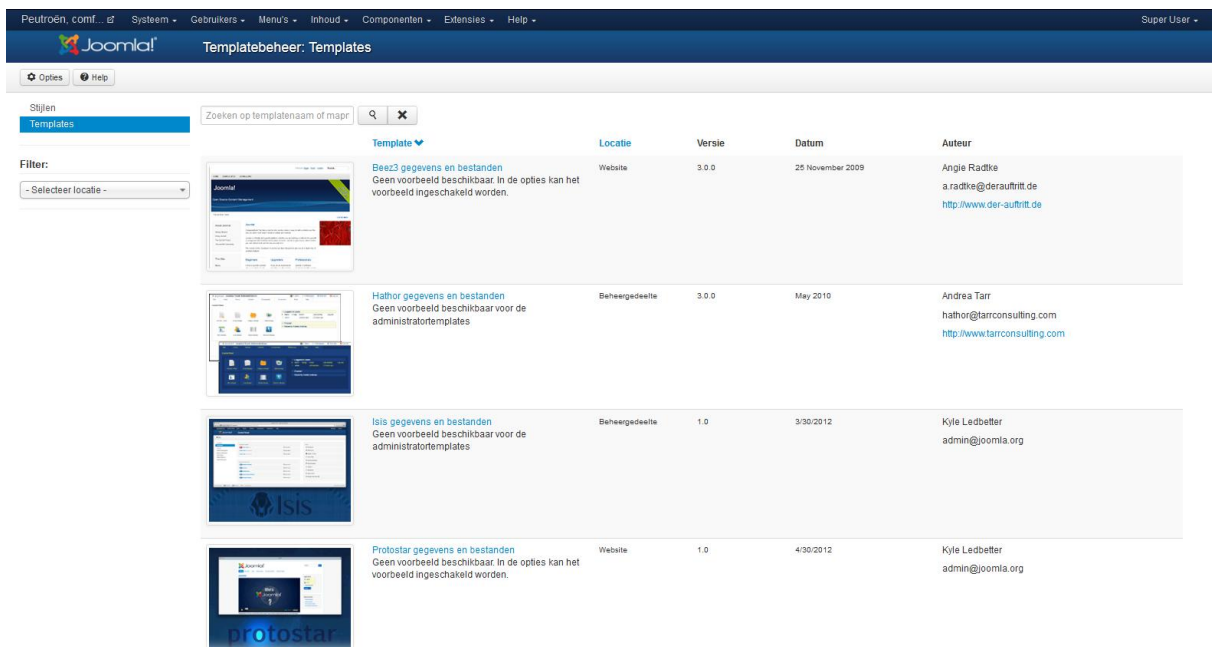 Peutroën, comf... Systeem Gebruikers Menu's Inhoud Componenten Extensies Help Super User
Joomla! Templatebeheer: Templates
Opties Help
Stijlen
Templates
Zoeken op templatenaam of mapr
Filter:
- Selecteer locatie -
Template Locatie Versie Datum Auteur
Joomla!
Beez3 gegevens en bestanden Website 3.0.0 25 November 2009 Angie Radtke
Geen voorbeeld beschikbaar. In de opties kan het
voorbeeld ingeschakeld worden.
a.radtke@derauftritt.de
http://www.der-auftritt.de
Hathor gegevens en bestanden Beheergedeelte 3.0.0 May 2010 Andrea Tarr
Geen voorbeeld beschikbaar voor de
administratortemplates
hathor@tarrconsulting.com
http://www.tarrconsulting.com
Isis gegevens en bestanden Beheergedeelte 1.0 3/30/2012 Kyle Ledbetter
Geen voorbeeld beschikbaar voor de
administratortemplates
admin@joomla.org
Isis
Protostar gegevens en bestanden Website 1.0 4/30/2012 Kyle Ledbetter
Geen voorbeeld beschikbaar. In de opties kan het
voorbeeld ingeschakeld worden.
admin@joomla.org
Joomla!
protostar